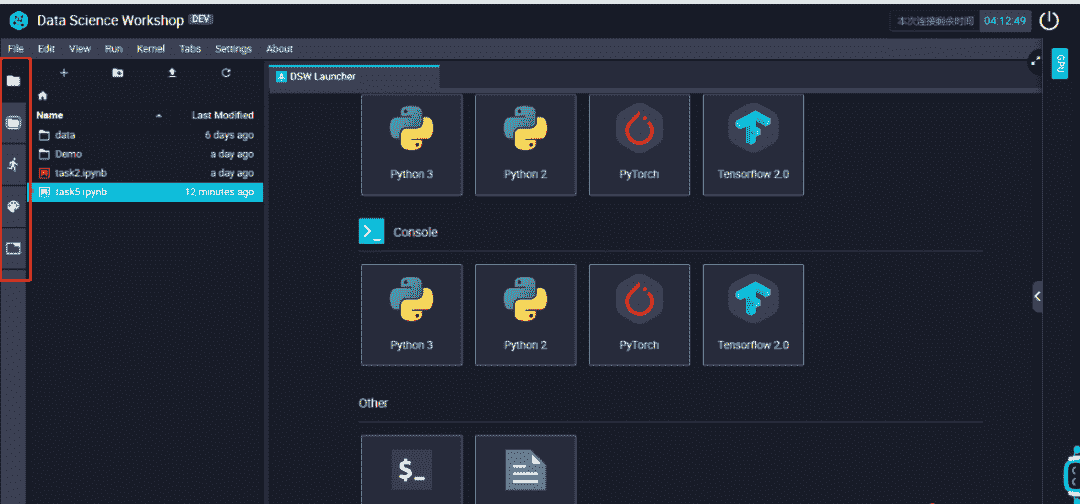 Data Science Workshop DEV
本次连接剩余时间 04:12:49
File Edit View Run Kernel Tabs Settings About
GPU
DSW Launcher
Name Last Modified
data 6 days ago
Demo a day ago
task2.ipynb a day ago
task5.ipynb 12 minutes ago
Python 3 Python 2 PyTorch Tensorflow 2.0
>_ Console
Python 3 Python 2 PyTorch Tensorflow 2.0
Other
$_